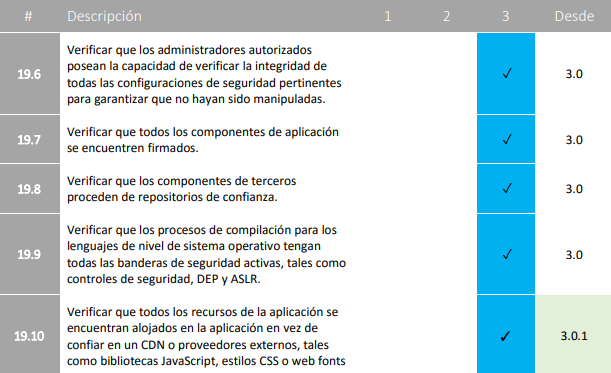 # Descripción 1 2 3 Desde
Verificar que los administradores autorizados
posean la capacidad de verificar la integridad de
19.6 todas las configuraciones de seguridad pertinentes ✓ 3.0
para garantizar que no hayan sido manipuladas.
19.7 Verificar que todos los componentes de aplicación ✓ 3.0
se encuentren firmados.
19.8 Verificar que los componentes de terceros ✓ 3.0
proceden de repositorios de confianza.
Verificar que los procesos de compilación para los
lenguajes de nivel de sistema operativo tengan
19.9 todas las banderas de seguridad activas, tales como ✓ 3.0
controles de seguridad, DEP y ASLR.
Verificar que todos los recursos de la aplicación se
encuentran alojados en la aplicación en vez de
19.10 confiar en un CDN o proveedores externos, tales ✓ 3.0.1
como bibliotecas JavaScript, estilos CSS o web fonts